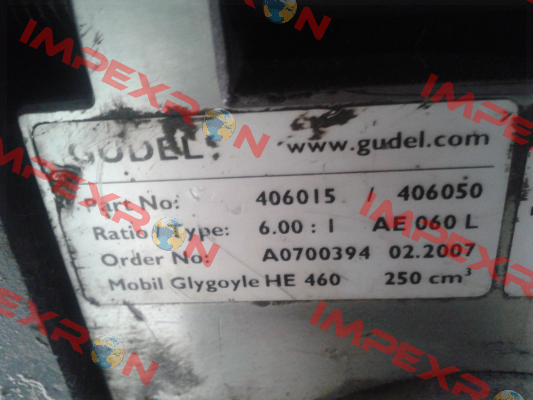 GUDEL www.gudel.com
Part No: 406015 / 406050
Ratio / Type: 6.00 : 1 AE 060 L
Order No: A0700394 02.2007
Mobil Glygoyle HE 460 250 cm³
IMPEXRON
IMPEXRON
IMPEXRON
IMPEXRON
IMPEXRON
IMPEXRON